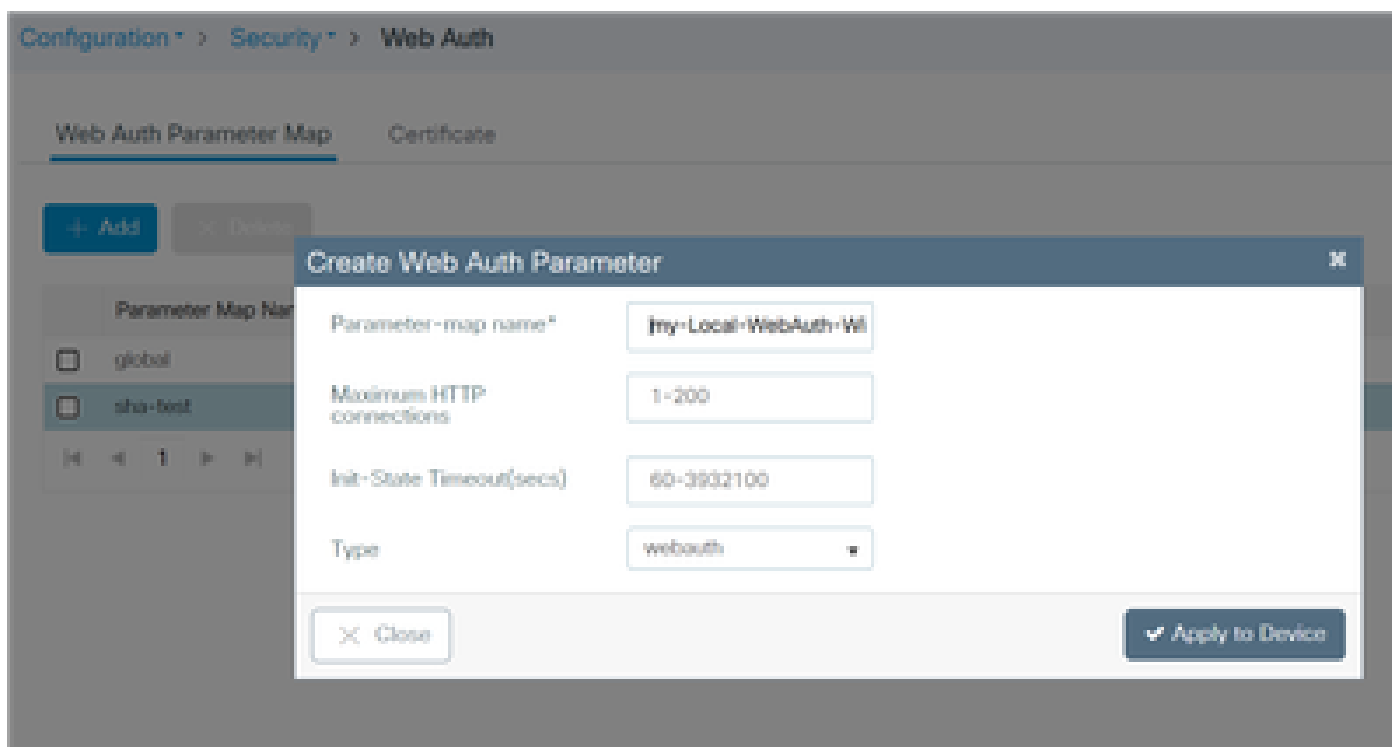 Configuration > Security > Web Auth
Web Auth Parameter Map Certificate
+ Add × Delete
Create Web Auth Parameter
Parameter Map Nar
Parameter-map name* my-Local-WebAuth-Wl
global
Maximum HTTP connections 1-200
sha-test
1
Init-State Timeout(secs) 60-3932100
Type webauth
× Close ✔ Apply to Device